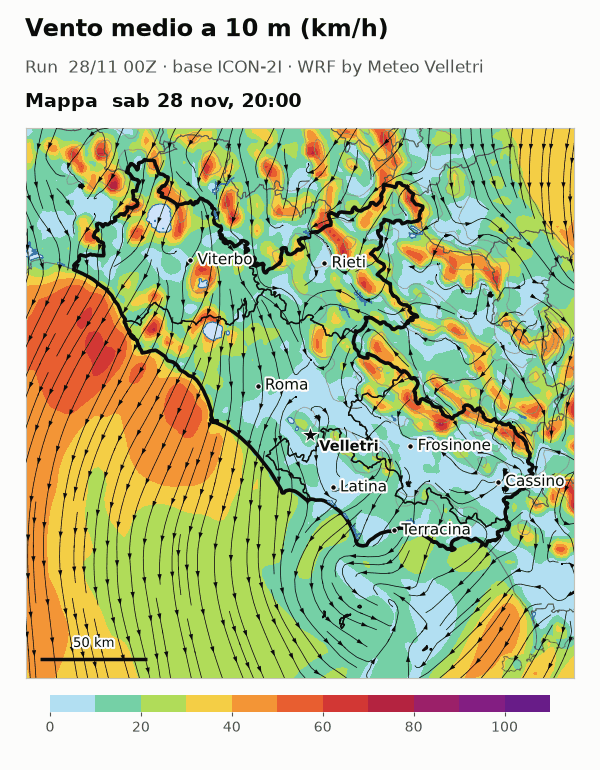 Vento medio a 10 m (km/h)
Run 28/11 00Z · base ICON-2I · WRF by Meteo Velletri
Mappa sab 28 nov, 20:00
Viterbo
Rieti
Roma
Velletri
Frosinone
Cassino
Latina
Terracina
50 km
0 20 40 60 80 100